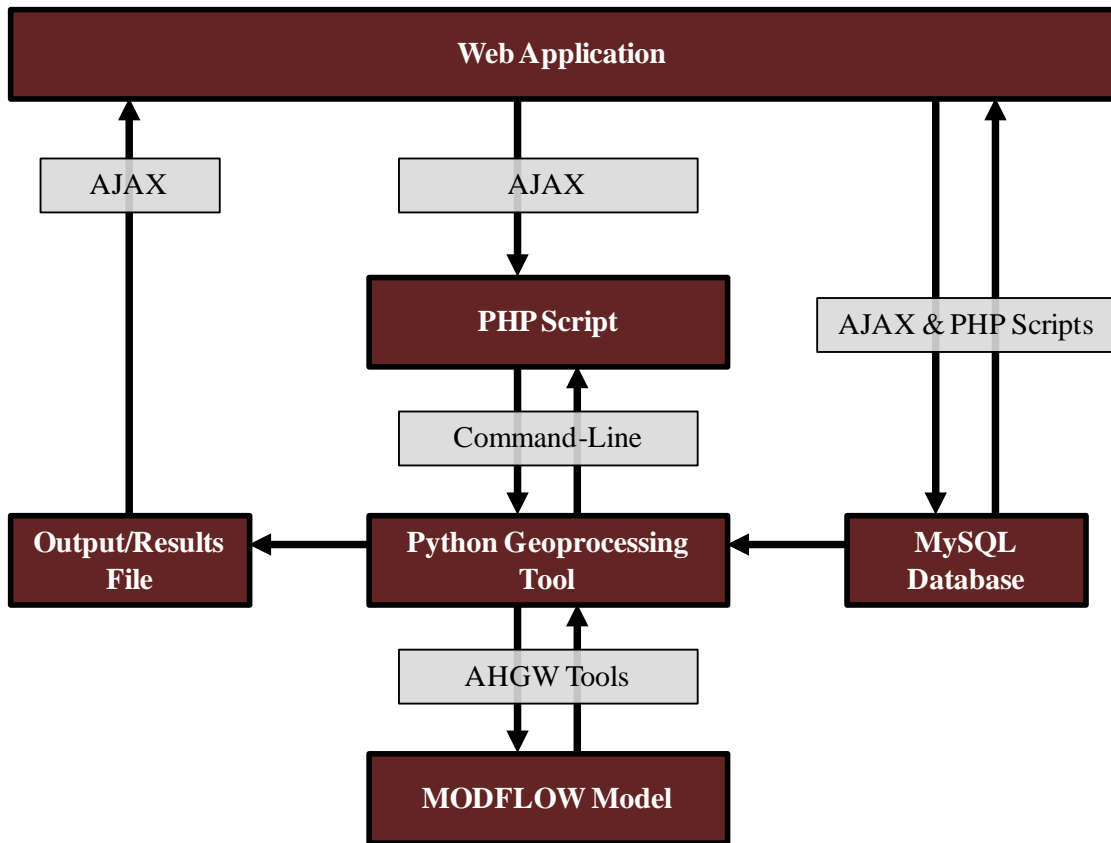 Web Application
AJAX
AJAX
PHP Script
AJAX & PHP Scripts
Command-Line
Output/Results
File
Python Geoprocessing
Tool
MySQL
Database
AHGW Tools
MODFLOW Model